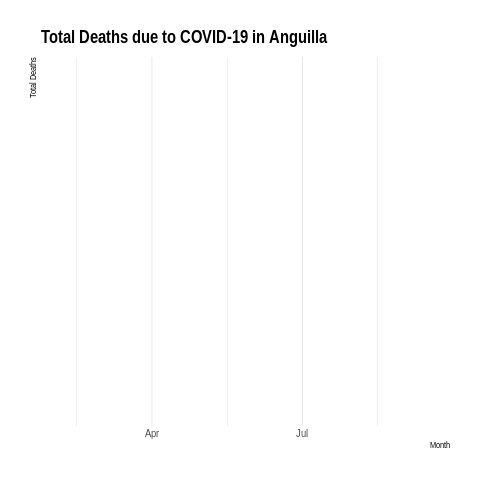 Total Deaths due to COVID-19 in Anguilla
Total Deaths
Apr
Jul
Month